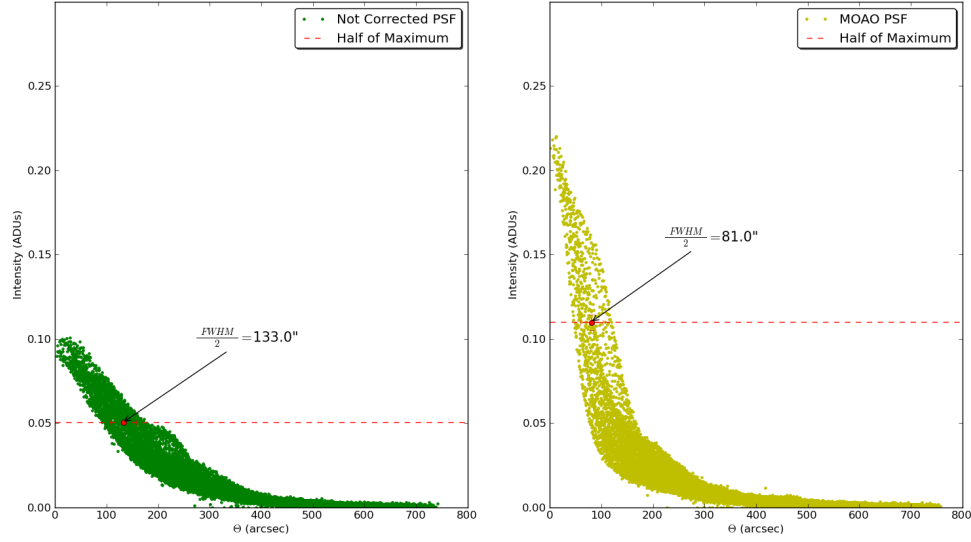 Not Corrected PSF
Half of Maximum
Intensity (ADUs)
0.25
0.20
0.15
0.10
0.05
0.00
FWHM/2 = 133.0"
0 100 200 300 400 500 600 700 800
Θ (arcsec)
MOAO PSF
Half of Maximum
Intensity (ADUs)
0.25
0.20
0.15
0.10
0.05
0.00
FWHM/2 = 81.0"
0 100 200 300 400 500 600 700 800
Θ (arcsec)